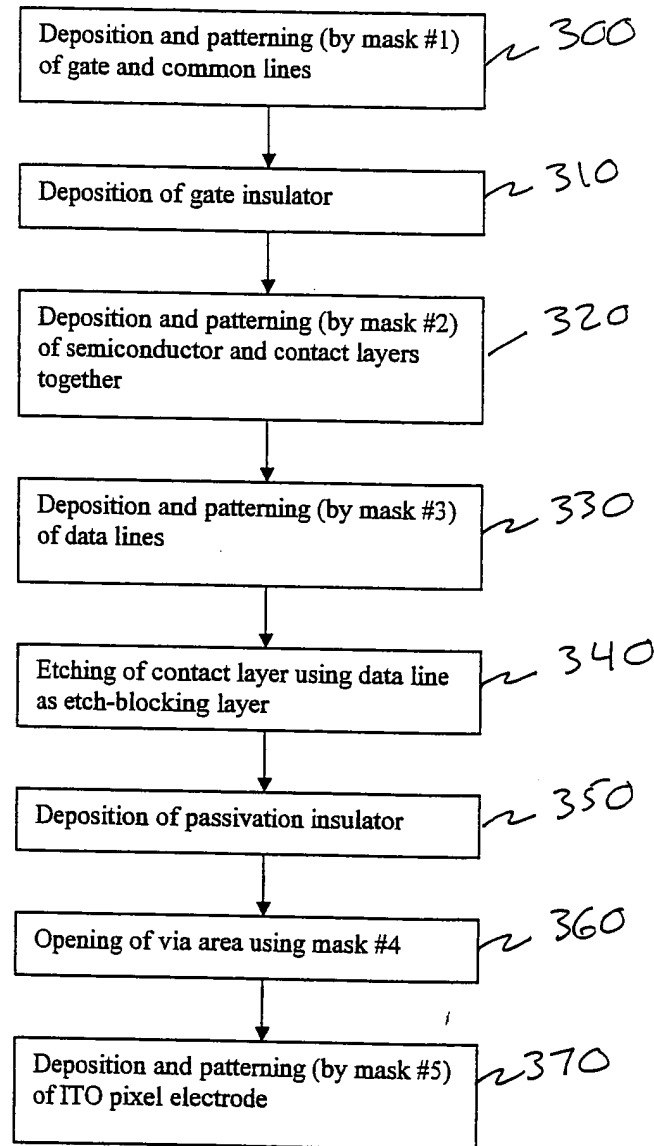 Deposition and patterning (by mask #1)
of gate and common lines
300
Deposition of gate insulator
310
Deposition and patterning (by mask #2)
of semiconductor and contact layers
together
320
Deposition and patterning (by mask #3)
of data lines
330
Etching of contact layer using data line
as etch-blocking layer
340
Deposition of passivation insulator
350
Opening of via area using mask #4
360
Deposition and patterning (by mask #5)
of ITO pixel electrode
370